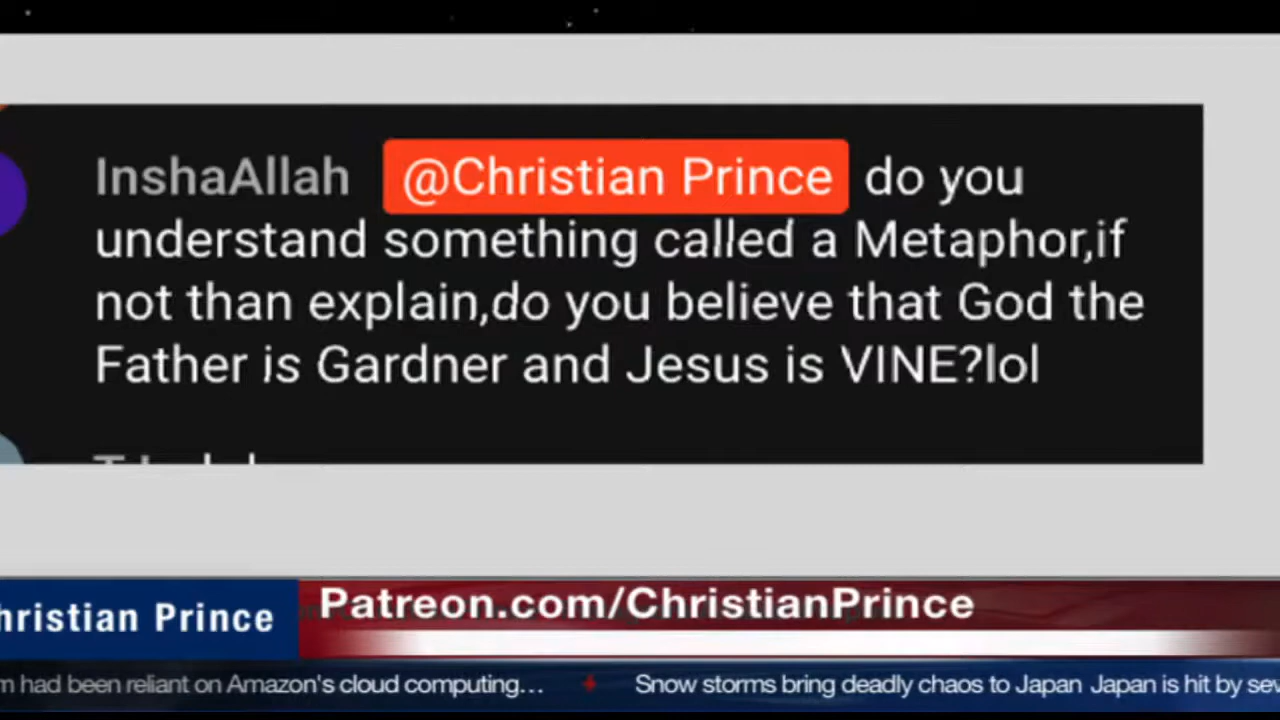 InshaAllah @Christian Prince do you
understand something called a Metaphor,if
not than explain,do you believe that God the
Father is Gardner and Jesus is VINE?lol
hristian Prince
Patreon.com/ChristianPrince
m had been reliant on Amazon's cloud computing... Snow storms bring deadly chaos to Japan Japan is hit by sev